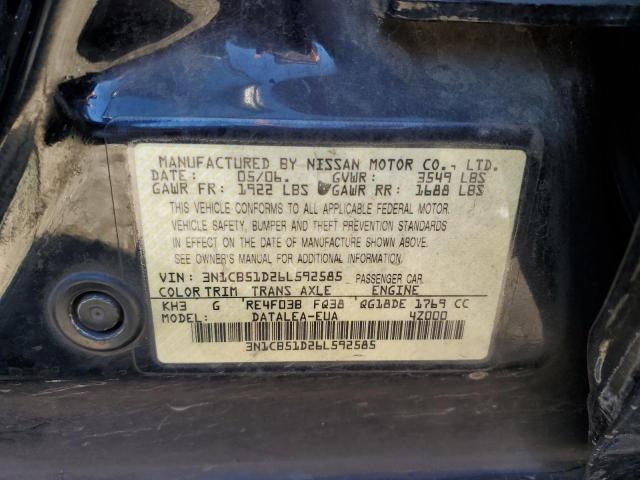 MANUFACTURED BY NISSAN MOTOR CO., LTD.
DATE: 05/06. GVWR: 3549 LBS
GAWR FR: 1922 LBS GAWR RR: 1688 LBS
THIS VEHICLE CONFORMS TO ALL APPLICABLE FEDERAL MOTOR
VEHICLE SAFETY, BUMPER AND THEFT PREVENTION STANDARDS
IN EFFECT ON THE DATE OF MANUFACTURE SHOWN ABOVE.
SEE OWNER'S MANUAL FOR ADDITIONAL INFORMATION
VIN: 3N1CB51D26L592585 PASSENGER CAR
COLOR TRIM TRANS AXLE ENGINE
KH3 G RE4F03B FQ38 QG18DE 1769 CC
MODEL: DATALEA-EUA 4Z000
3N1CB51D26L592585